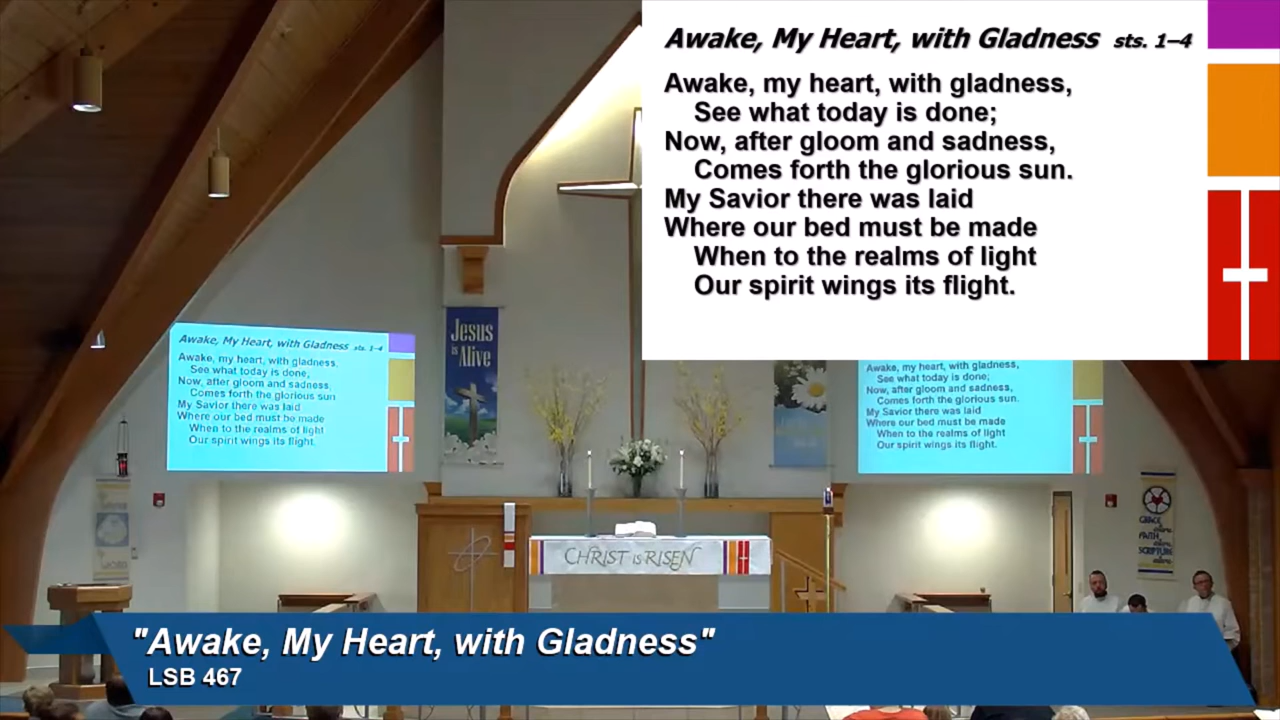 Awake, My Heart, with Gladness sts. 1–4
Awake, my heart, with gladness,
See what today is done;
Now, after gloom and sadness,
Comes forth the glorious sun.
My Savior there was laid
Where our bed must be made
When to the realms of light
Our spirit wings its flight.
Awake, My Heart, with Gladness sts. 1–4
Awake, my heart, with gladness,
See what today is done;
Now, after gloom and sadness,
Comes forth the glorious sun
My Savior there was laid
Where our bed must be made
When to the realms of light
Our spirit wings its flight.
Jesus
is Alive
Awake, my heart, with gladness,
See what today is done;
Now, after gloom and sadness,
Comes forth the glorious sun.
My Savior there was laid
Where our bed must be made
When to the realms of light
Our spirit wings its flight.
GRACE
alone
FAITH
alone
SCRIPTURE
alone
CHRIST IS RISEN
"Awake, My Heart, with Gladness"
LSB 467